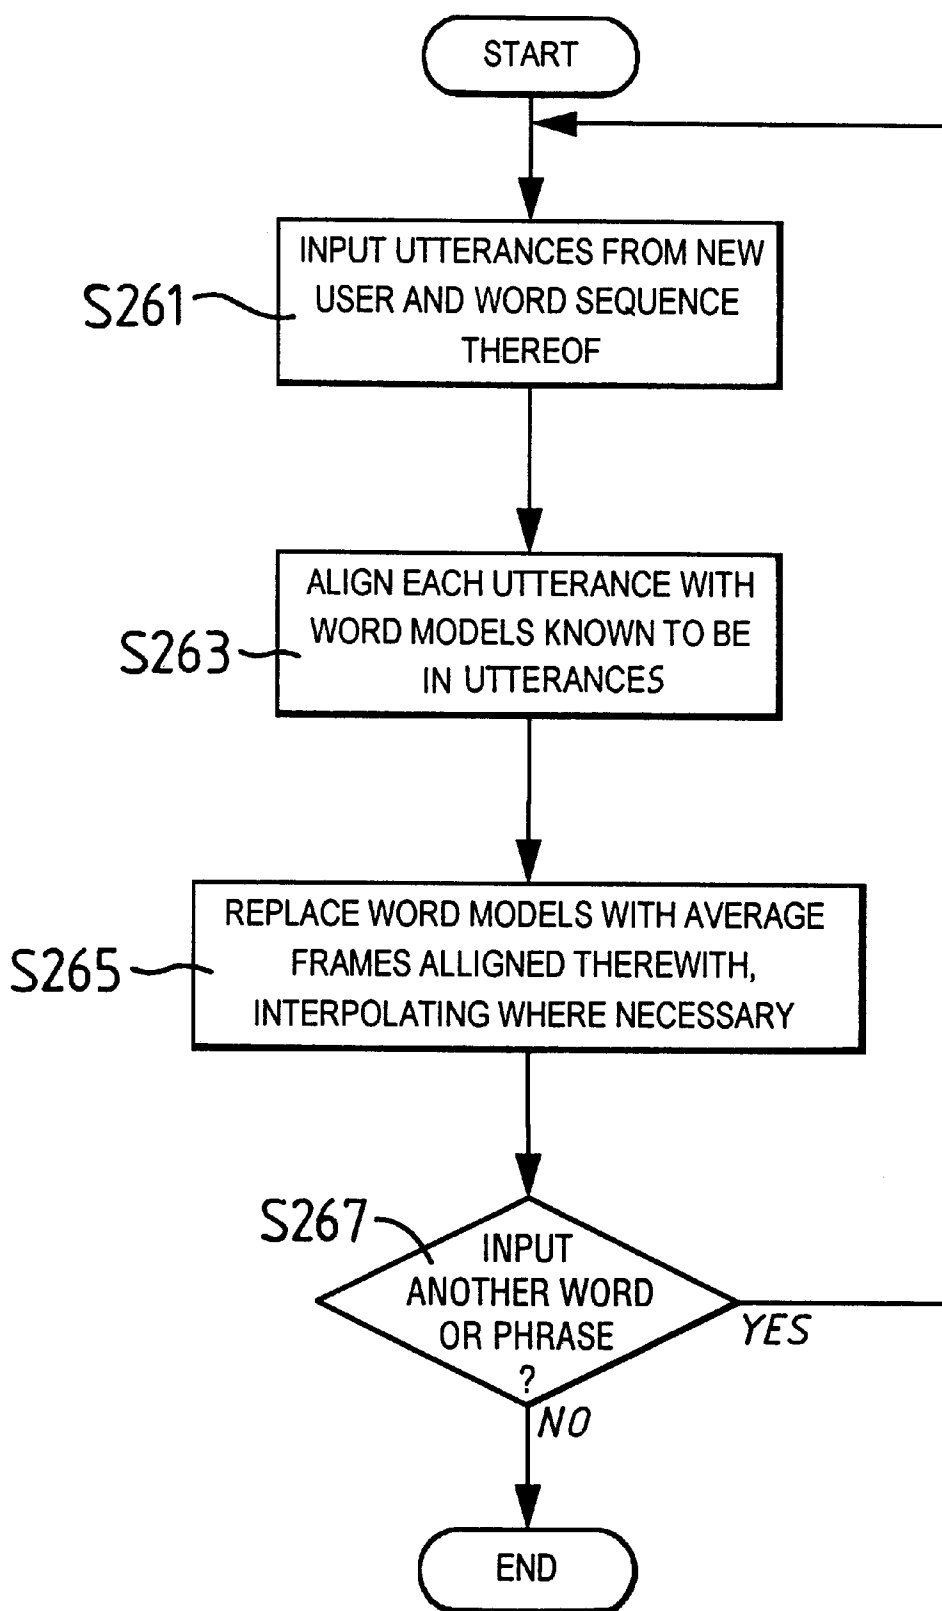 START
INPUT UTTERANCES FROM NEW
USER AND WORD SEQUENCE
THEREOF
S261
ALIGN EACH UTTERANCE WITH
WORD MODELS KNOWN TO BE
IN UTTERANCES
S263
REPLACE WORD MODELS WITH AVERAGE
FRAMES ALLIGNED THEREWITH,
INTERPOLATING WHERE NECESSARY
S265
S267
INPUT
ANOTHER WORD
OR PHRASE
?
YES
NO
END